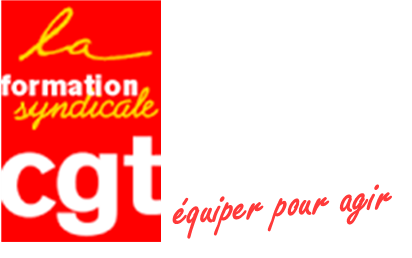 la
formation
syndicale
cgt
équiper pour agir